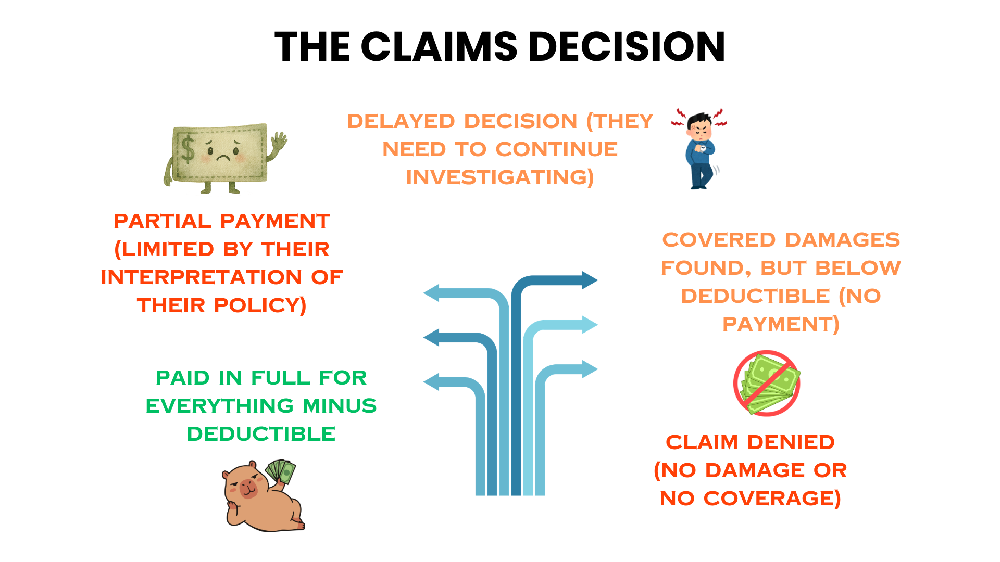 THE CLAIMS DECISION
DELAYED DECISION (THEY
NEED TO CONTINUE
INVESTIGATING)
$
PARTIAL PAYMENT
(LIMITED BY THEIR
INTERPRETATION OF
THEIR POLICY)
COVERED DAMAGES
FOUND, BUT BELOW
DEDUCTIBLE (NO
PAYMENT)
PAID IN FULL FOR
EVERYTHING MINUS
DEDUCTIBLE
CLAIM DENIED
(NO DAMAGE OR
NO COVERAGE)